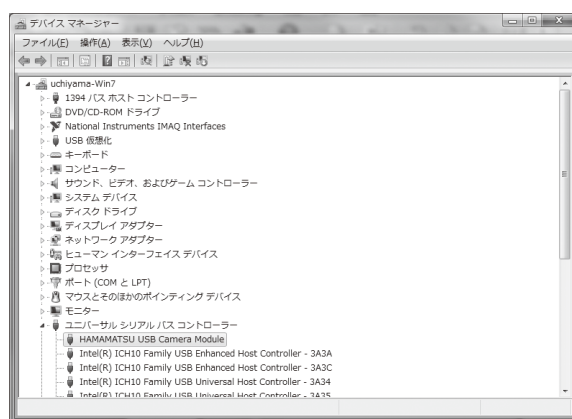 デバイス マネージャー
ファイル(F) 操作(A) 表示(V) ヘルプ(H)
uchiyama-Win7
1394 バス ホスト コントローラー
DVD/CD-ROM ドライブ
National Instruments IMAQ Interfaces
USB 仮想化
キーボード
コンピューター
サウンド、ビデオ、およびゲーム コントローラー
システム デバイス
ディスク ドライブ
ディスプレイ アダプター
ネットワーク アダプター
ヒューマン インターフェイス デバイス
プロセッサ
ポート (COM と LPT)
マウスとそのほかのポインティング デバイス
モニター
ユニバーサル シリアル バス コントローラー
HAMAMATSU USB Camera Module
Intel(R) ICH10 Family USB Enhanced Host Controller - 3A3A
Intel(R) ICH10 Family USB Enhanced Host Controller - 3A3C
Intel(R) ICH10 Family USB Universal Host Controller - 3A34
Intel(R) ICH10 Family USB Universal Host Controller - 3A35